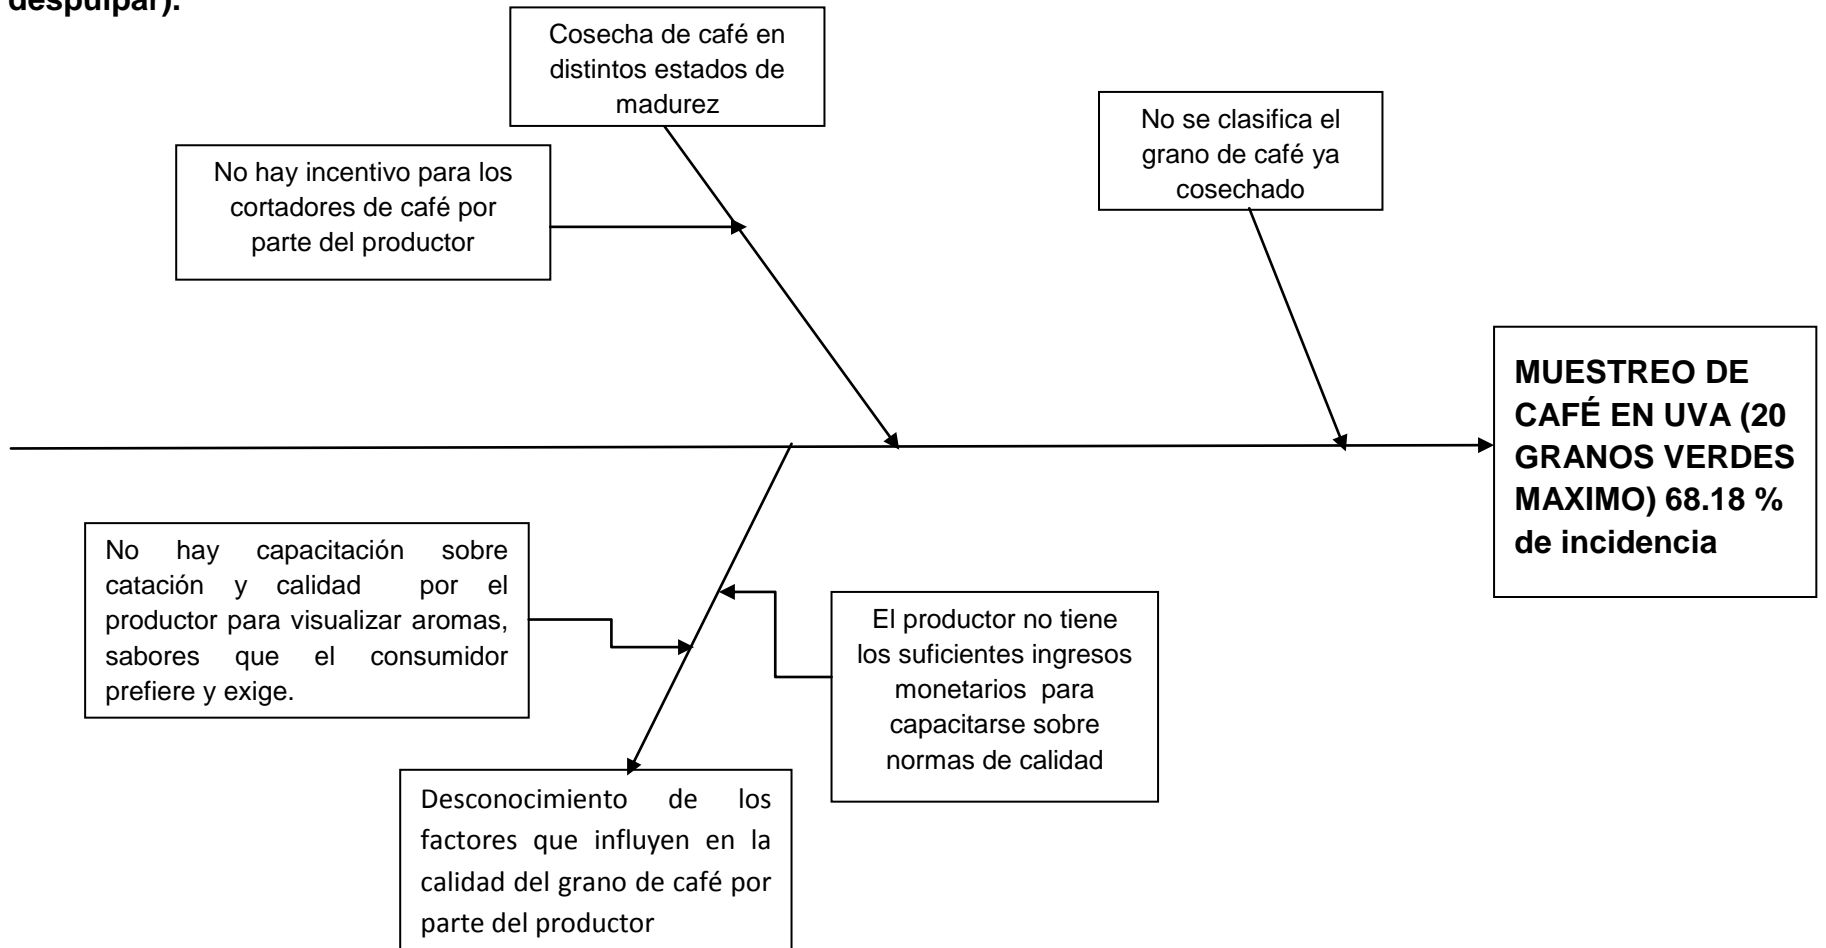 despulpar).
Cosecha de café en
distintos estados de
madurez
No se clasifica el
grano de café ya
cosechado
No hay incentivo para los
cortadores de café por
parte del productor
MUESTREO DE
CAFÉ EN UVA (20
GRANOS VERDES
MAXIMO) 68.18 %
de incidencia
No hay capacitación sobre
catación y calidad por el
productor para visualizar aromas,
sabores que el consumidor
prefiere y exige.
El productor no tiene
los suficientes ingresos
monetarios para
capacitarse sobre
normas de calidad
Desconocimiento de los
factores que influyen en la
calidad del grano de café por
parte del productor